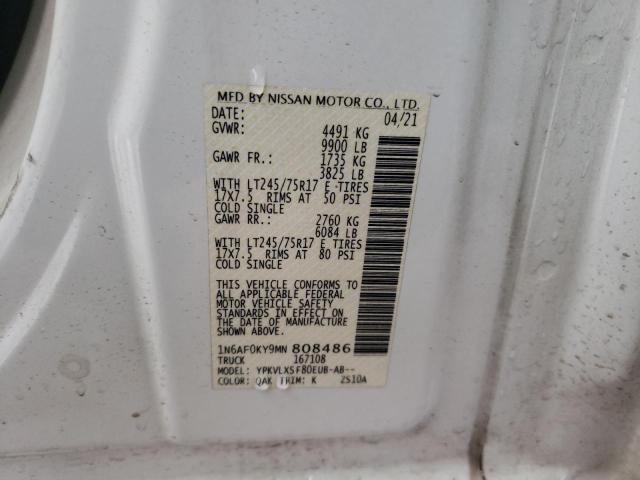 MFD BY NISSAN MOTOR CO., LTD.
DATE: 04/21
GVWR: 4491 KG
9900 LB
GAWR FR.: 1735 KG
3825 LB
WITH LT245/75R17 E TIRES
17X7.5 RIMS AT 50 PSI
COLD SINGLE
GAWR RR.: 2760 KG
6084 LB
WITH LT245/75R17 E TIRES
17X7.5 RIMS AT 80 PSI
COLD SINGLE
THIS VEHICLE CONFORMS TO
ALL APPLICABLE FEDERAL
MOTOR VEHICLE SAFETY
STANDARDS IN EFFECT ON
THE DATE OF MANUFACTURE
SHOWN ABOVE.
1N6AF0KY9MN 808486
TRUCK 167108
MODEL: YPKVLX5F80EUB-AB--
COLOR: QAK TRIM: K 2S10A